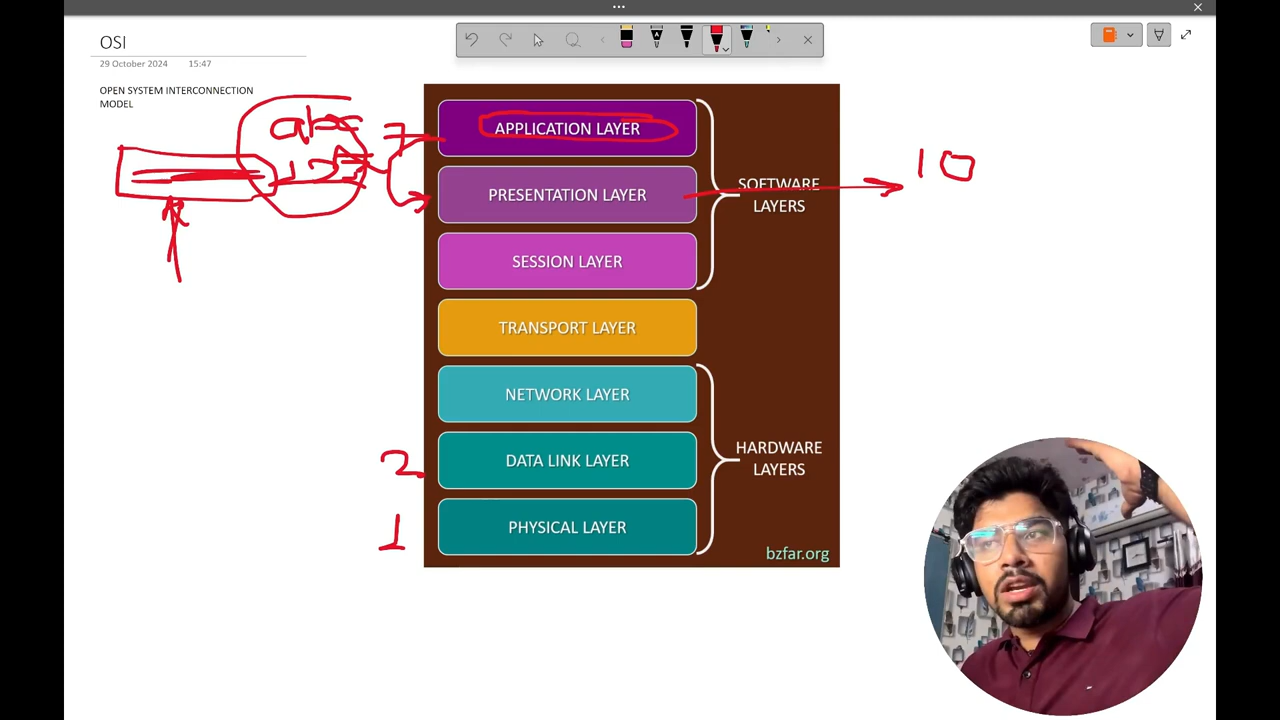 OSI
29 October 2024 15:47
OPEN SYSTEM INTERCONNECTION
MODEL
abc
7
APPLICATION LAYER
PRESENTATION LAYER
SESSION LAYER
TRANSPORT LAYER
NETWORK LAYER
2
DATA LINK LAYER
1
PHYSICAL LAYER
SOFTWARE
LAYERS
10
HARDWARE
LAYERS
bzfar.org